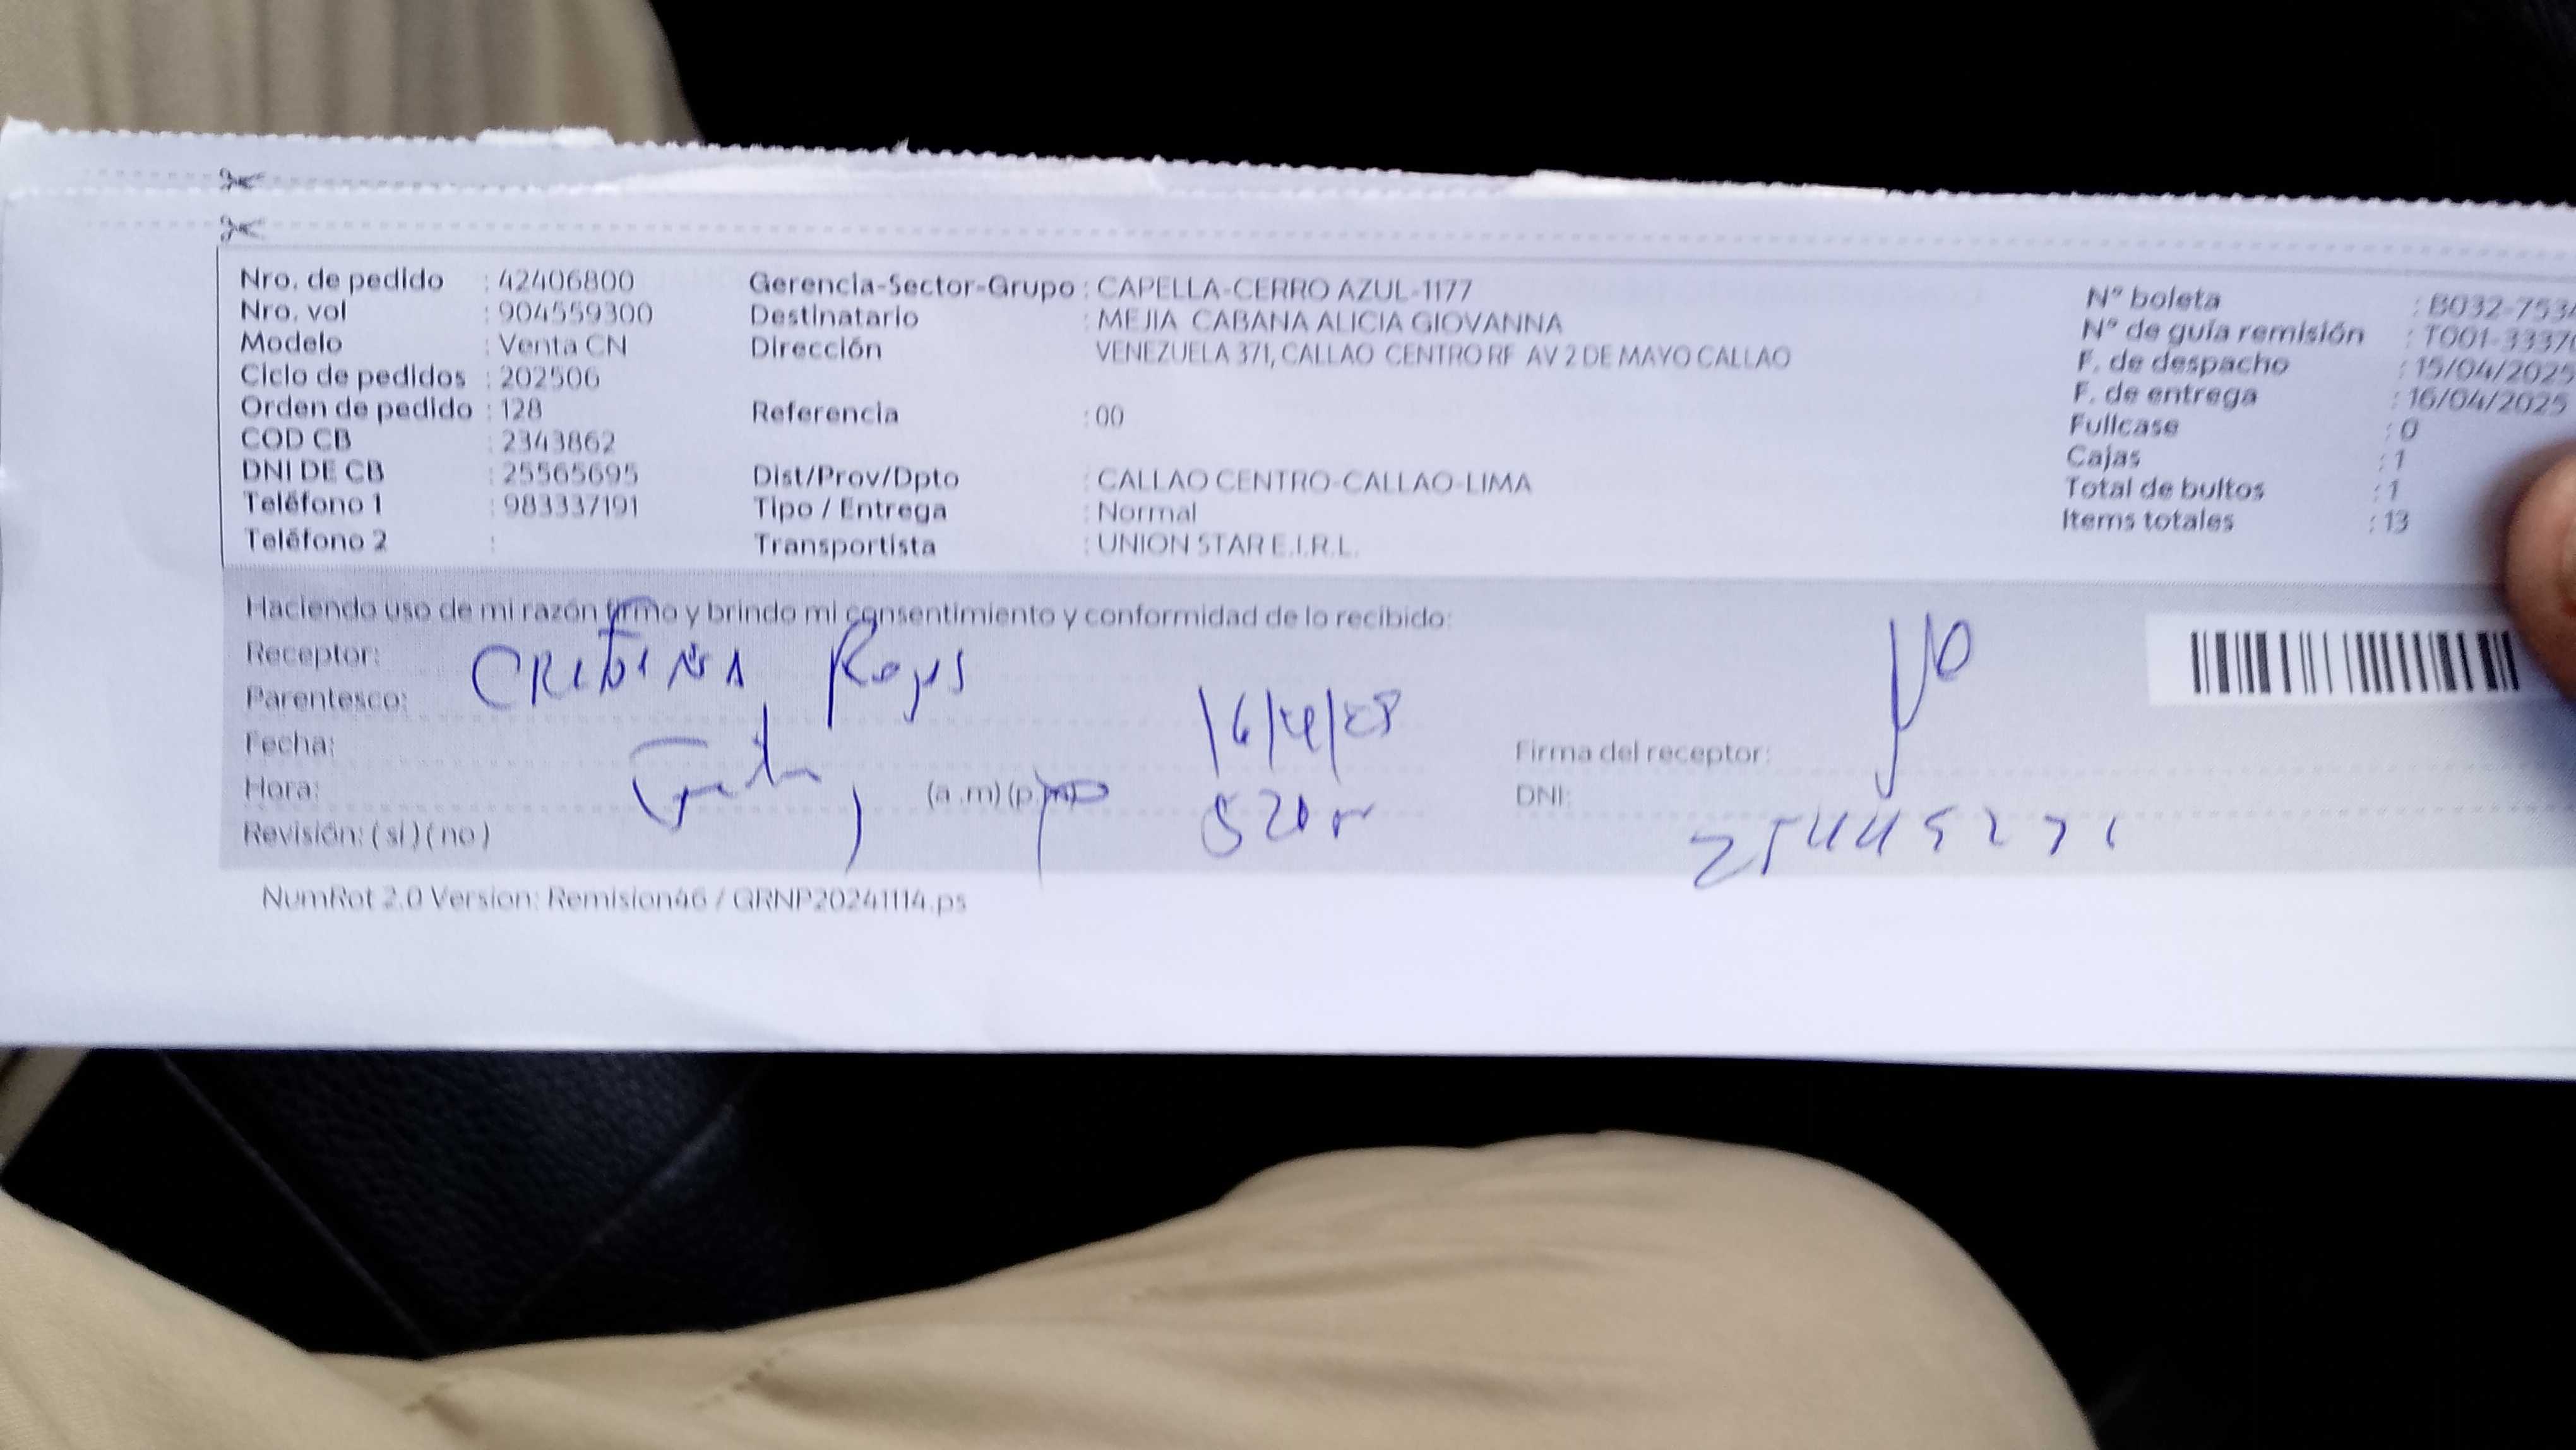 Nro. de pedido : 42406800
Nro. vol : 904559300
Modelo : Venta CN
Ciclo de pedidos : 202506
Orden de pedido : 128
COD CB : 2343862
DNI DE CB : 25565695
Teléfono 1 : 983337191
Teléfono 2 :
Gerencia-Sector-Grupo : CAPELLA-CERRO AZUL-1177
Destinatario : MEJIA CABANA ALICIA GIOVANNA
Dirección VENEZUELA 371, CALLAO CENTRO RF AV 2 DE MAYO CALLAO
Referencia : 00
Dist/Prov/Dpto : CALLAO CENTRO-CALLAO-LIMA
Tipo / Entrega : Normal
Transportista : UNION STAR E.I.R.L.
N° boleta : B032-753
N° de guía remisión : T001-3337
F. de despacho : 15/04/2025
F. de entrega : 16/04/2025
Fullcase : 0
Cajas : 1
Total de bultos : 1
Items totales : 13
Haciendo uso de mi razón firmo y brindo mi consentimiento y conformidad de lo recibido:
Receptor: CRISTINA
Parentesco:
Fecha:
Hora: (a .m) (p.m)
Revisión: ( si ) ( no )
Firma del receptor:
DNI:
NumRot 2.0 Version: Remision46 / GRNP20241114.ps